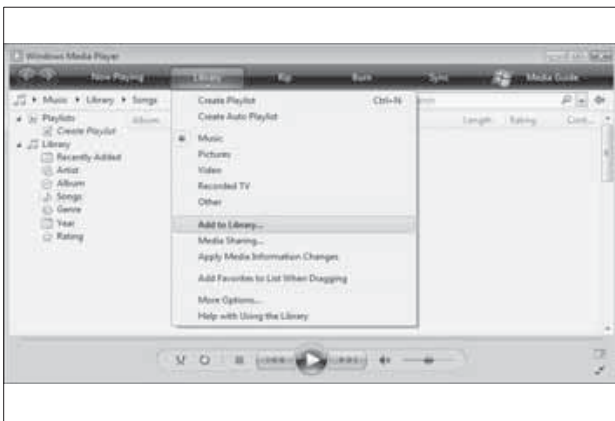 Windows Media Player
Now Playing Library Rip Burn Sync Media Guide
Music Library Songs
Playlists
Create Playlist
Library
Recently Added
Artist
Album
Songs
Genre
Year
Rating
Album Length Rating Cont...
Create Playlist Ctrl+N
Create Auto Playlist
Music
Pictures
Video
Recorded TV
Other
Add to Library...
Media Sharing...
Apply Media Information Changes
Add Favorites to List When Dragging
More Options...
Help with Using the Library